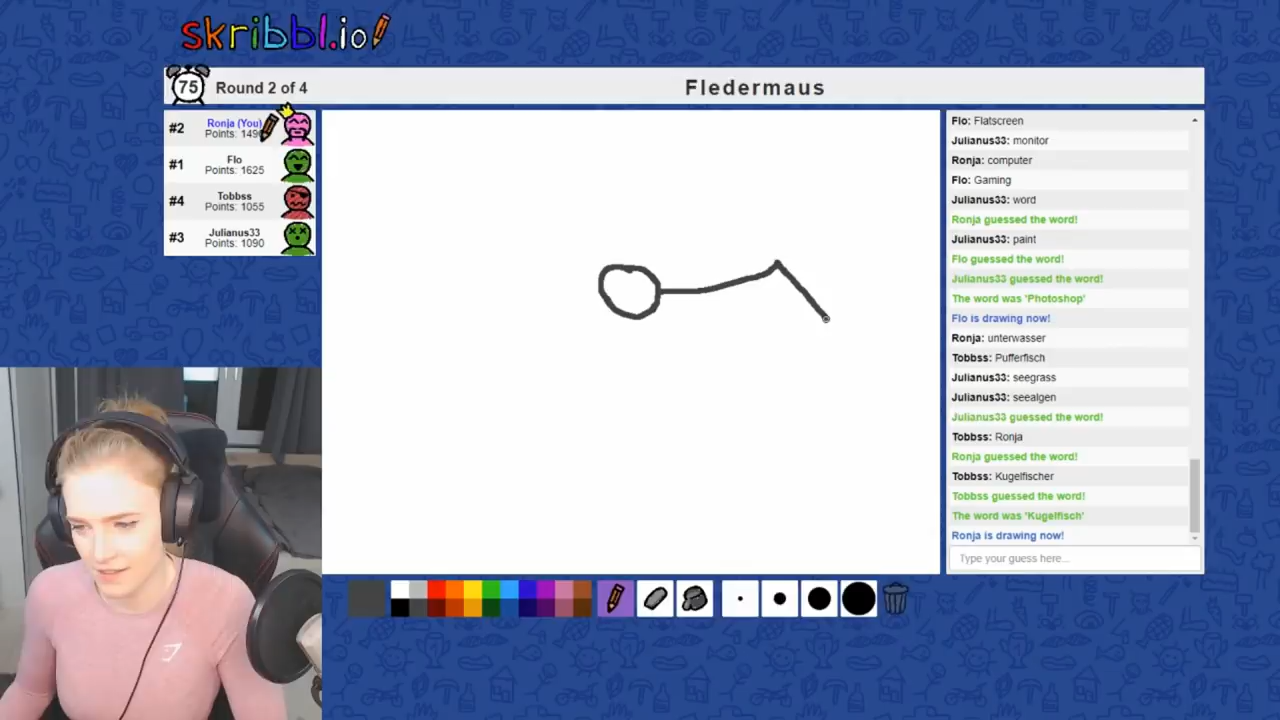 skribbl.io
75
Round 2 of 4
Fledermaus
#2
Ronja (You)
Points: 1490
#1
Flo
Points: 1625
#4
Tobbss
Points: 1055
#3
Julianus33
Points: 1090
Flo: Flatscreen
Julianus33: monitor
Ronja: computer
Flo: Gaming
Julianus33: word
Ronja guessed the word!
Julianus33: paint
Flo guessed the word!
Julianus33 guessed the word!
The word was 'Photoshop'
Flo is drawing now!
Ronja: unterwasser
Tobbss: Pufferfisch
Julianus33: seegrass
Julianus33: seealgen
Julianus33 guessed the word!
Tobbss: Ronja
Ronja guessed the word!
Tobbss: Kugelfischer
Tobbss guessed the word!
The word was 'Kugelfisch'
Ronja is drawing now!
Type your guess here...